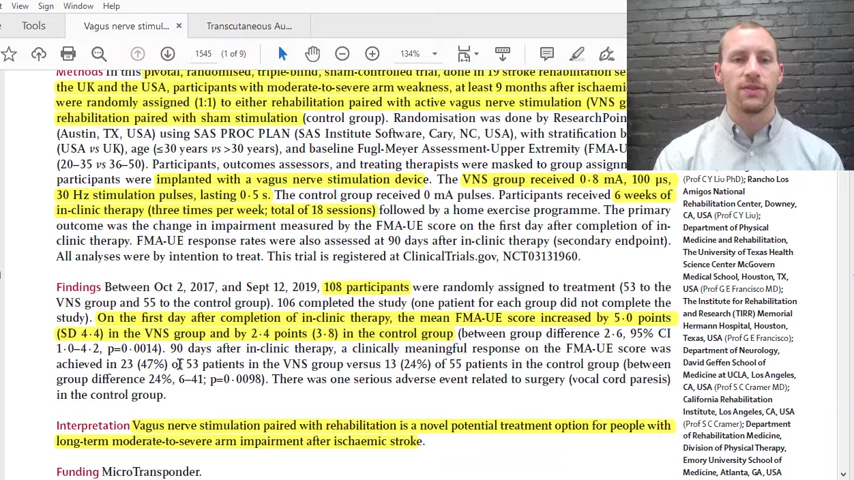 View Sign Window Help
Tools Vagus nerve stimul... × Transcutaneous Au...
1545 (1 of 9) 134%
Methods In this pivotal, randomised, triple-blind, sham-controlled trial, done in 19 stroke rehabilitation se
the UK and the USA, participants with moderate-to-severe arm weakness, at least 9 months after ischaemi
were randomly assigned (1:1) to either rehabilitation paired with active vagus nerve stimulation (VNS g
rehabilitation paired with sham stimulation (control group). Randomisation was done by ResearchPoin
(Austin, TX, USA) using SAS PROC PLAN (SAS Institute Software, Cary, NC, USA), with stratification b
(USA vs UK), age (≤30 years vs >30 years), and baseline Fugl-Meyer Assessment-Upper Extremity (FMA-U
(20–35 vs 36–50). Participants, outcomes assessors, and treating therapists were masked to group assignm
participants were implanted with a vagus nerve stimulation device. The VNS group received 0·8 mA, 100 µs,
30 Hz stimulation pulses, lasting 0·5 s. The control group received 0 mA pulses. Participants received 6 weeks of
in-clinic therapy (three times per week; total of 18 sessions) followed by a home exercise programme. The primary
outcome was the change in impairment measured by the FMA-UE score on the first day after completion of in-
clinic therapy. FMA-UE response rates were also assessed at 90 days after in-clinic therapy (secondary endpoint).
All analyses were by intention to treat. This trial is registered at ClinicalTrials.gov, NCT03131960.
Findings Between Oct 2, 2017, and Sept 12, 2019, 108 participants were randomly assigned to treatment (53 to the
VNS group and 55 to the control group). 106 completed the study (one patient for each group did not complete the
study). On the first day after completion of in-clinic therapy, the mean FMA-UE score increased by 5·0 points
(SD 4·4) in the VNS group and by 2·4 points (3·8) in the control group (between group difference 2·6, 95% CI
1·0–4·2, p=0·0014). 90 days after in-clinic therapy, a clinically meaningful response on the FMA-UE score was
achieved in 23 (47%) of 53 patients in the VNS group versus 13 (24%) of 55 patients in the control group (between
group difference 24%, 6–41; p=0·0098). There was one serious adverse event related to surgery (vocal cord paresis)
in the control group.
Interpretation Vagus nerve stimulation paired with rehabilitation is a novel potential treatment option for people with
long-term moderate-to-severe arm impairment after ischaemic stroke.
Funding MicroTransponder.
(Prof C Y Liu PhD); Rancho Los
Amigos National
Rehabilitation Center, Downey,
CA, USA (Prof C Y Liu);
Department of Physical
Medicine and Rehabilitation,
The University of Texas Health
Science Center McGovern
Medical School, Houston, TX,
USA (Prof G E Francisco MD);
The Institute for Rehabilitation
and Research (TIRR) Memorial
Hermann Hospital, Houston,
Texas, USA (Prof G E Francisco);
Department of Neurology,
David Geffen School of
Medicine at UCLA, Los Angeles,
CA, USA (Prof S C Cramer MD);
California Rehabilitation
Institute, Los Angeles, CA, USA
(Prof S C Cramer); Department
of Rehabilitation Medicine,
Division of Physical Therapy,
Emory University School of
Medicine, Atlanta, GA, USA